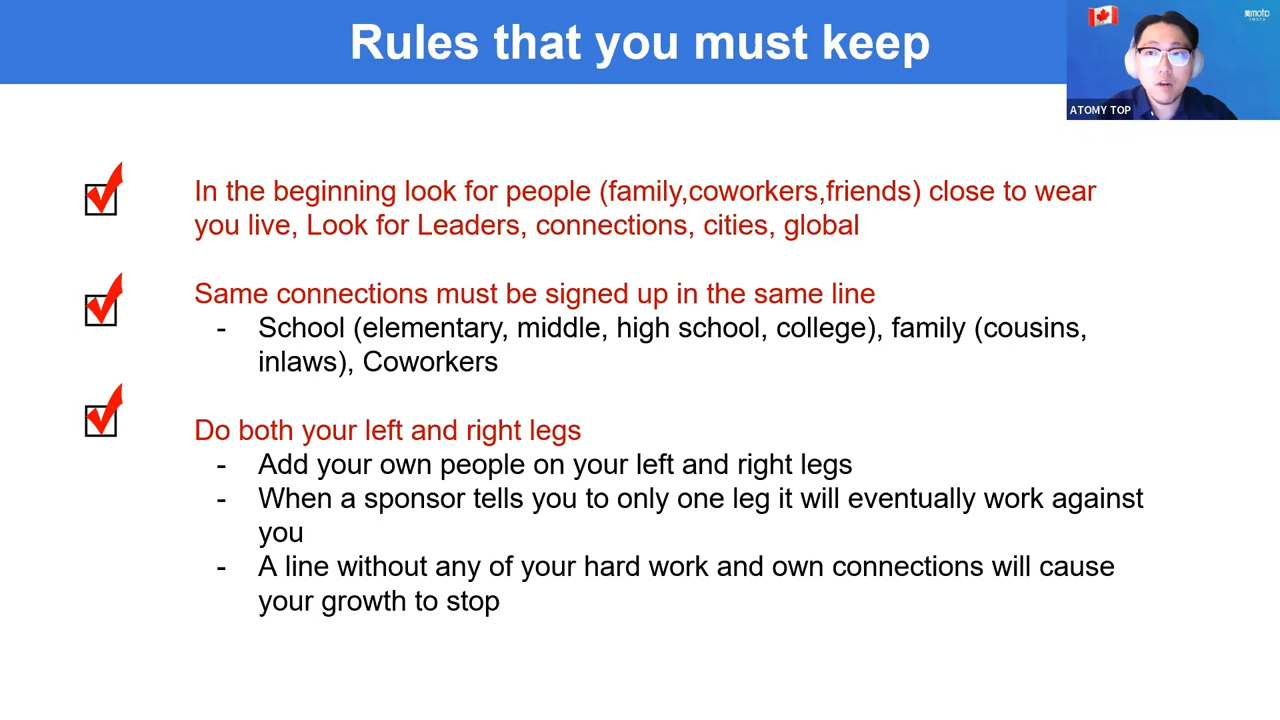 Rules that you must keep
ATOMY TOP
In the beginning look for people (family,coworkers,friends) close to wear
you live, Look for Leaders, connections, cities, global
Same connections must be signed up in the same line
- School (elementary, middle, high school, college), family (cousins,
inlaws), Coworkers
Do both your left and right legs
- Add your own people on your left and right legs
- When a sponsor tells you to only one leg it will eventually work against
you
- A line without any of your hard work and own connections will cause
your growth to stop